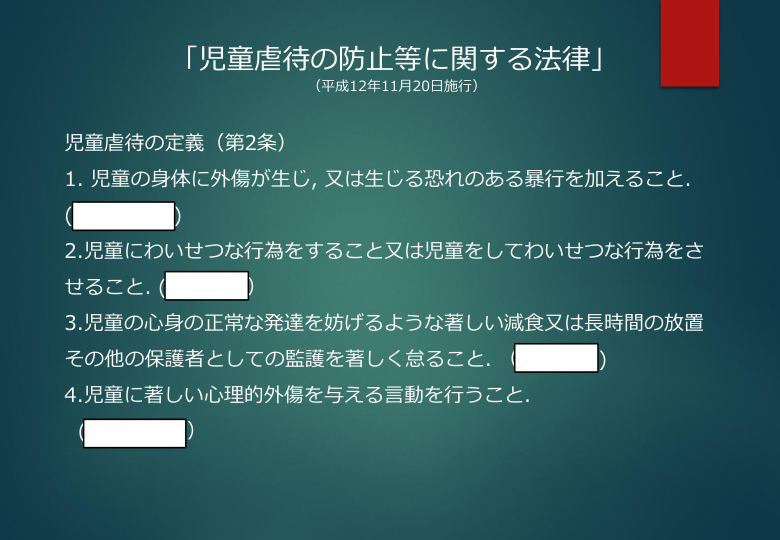 「児童虐待の防止等に関する法律」
（平成12年11月20日施行）
児童虐待の定義（第2条）
1. 児童の身体に外傷が生じ, 又は生じる恐れのある暴行を加えること.
( )
2.児童にわいせつな行為をすること又は児童をしてわいせつな行為をさ
せること. ( )
3.児童の心身の正常な発達を妨げるような著しい減食又は長時間の放置
その他の保護者としての監護を著しく怠ること. ( )
4.児童に著しい心理的外傷を与える言動を行うこと.
( )